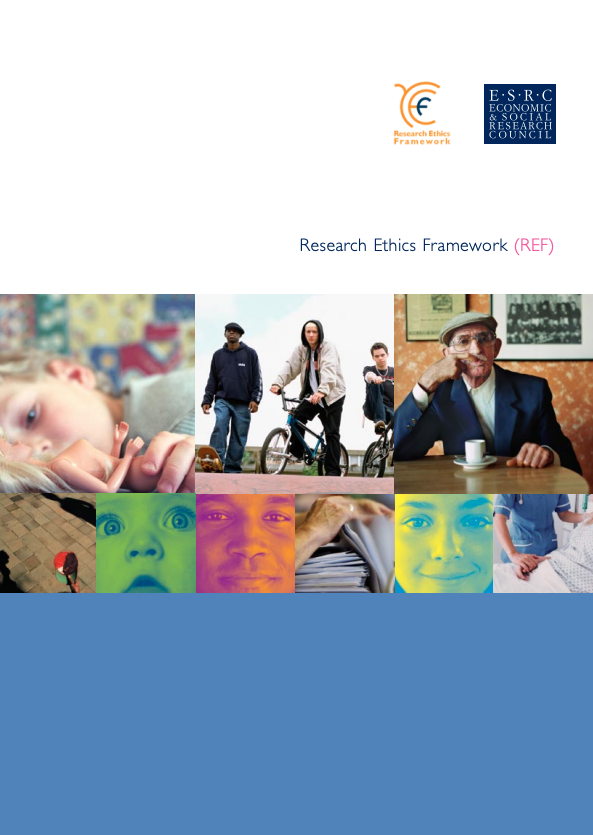 Research Ethics
Framework
E·S·R·C
ECONOMIC
& SOCIAL
RESEARCH
COUNCIL
Research Ethics Framework (REF)